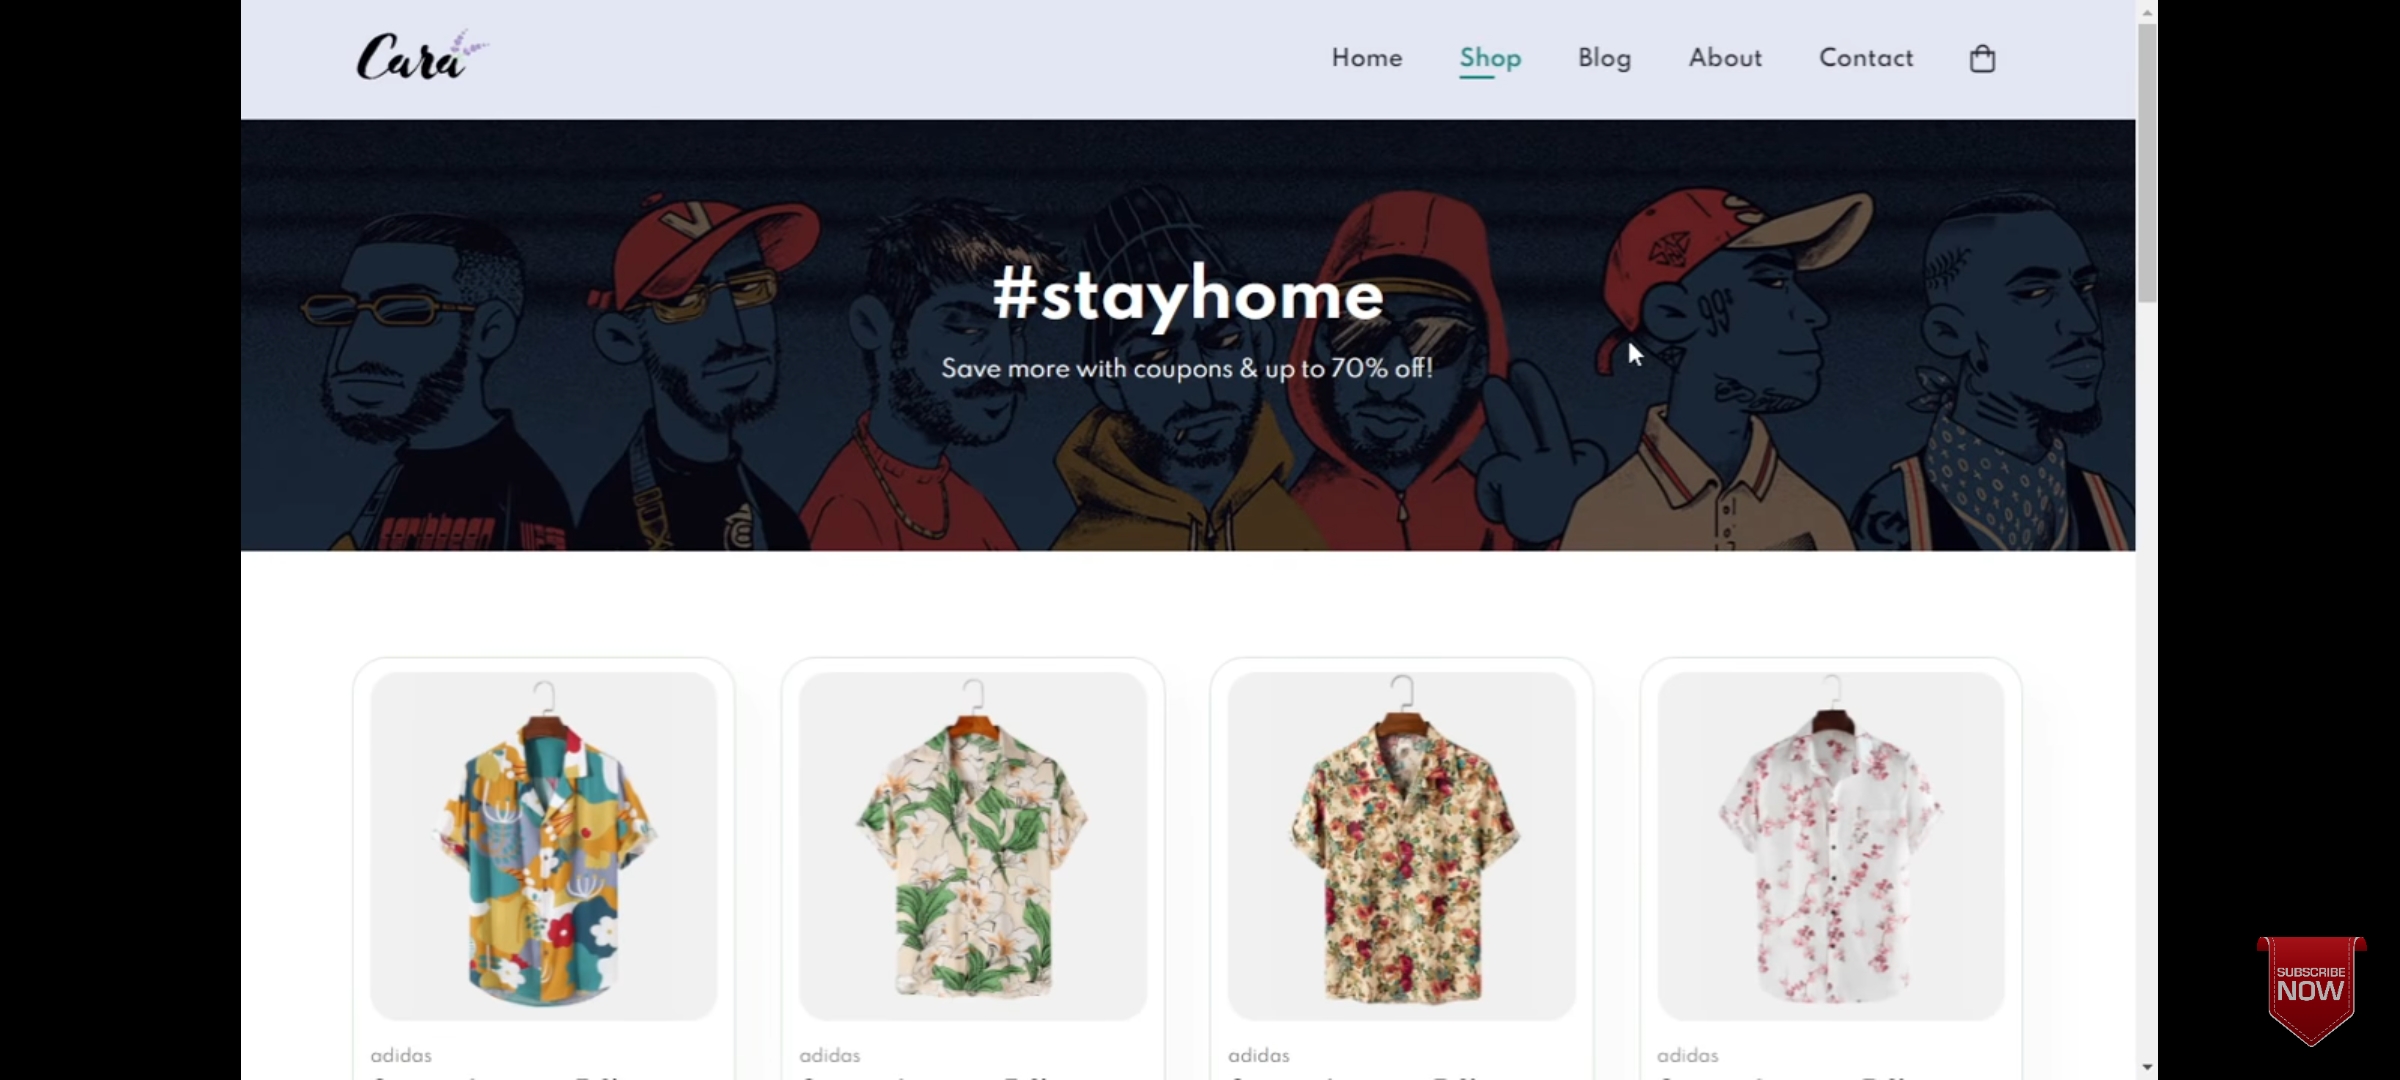 Cara
Home Shop Blog About Contact
V
99
#stayhome
Save more with coupons & up to 70% off!
adidas adidas adidas adidas
SUBSCRIBE
NOW